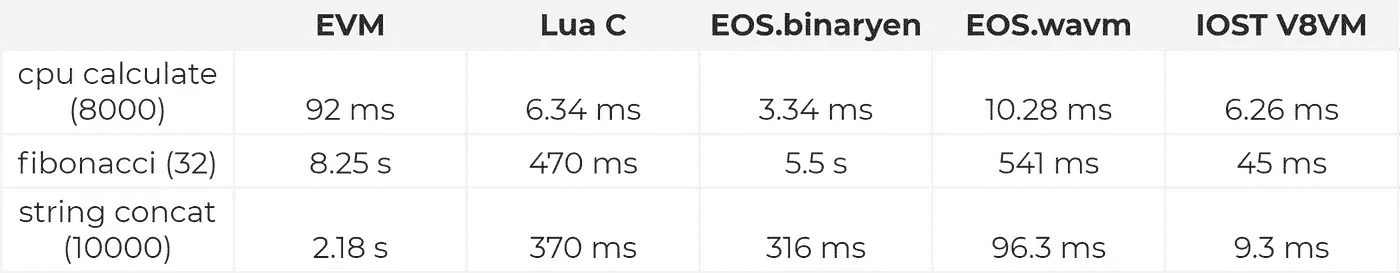 EVM Lua C EOS.binaryen EOS.wavm IOST V8VM
cpu calculate
(8000) 92 ms 6.34 ms 3.34 ms 10.28 ms 6.26 ms
fibonacci (32) 8.25 s 470 ms 5.5 s 541 ms 45 ms
string concat
(10000) 2.18 s 370 ms 316 ms 96.3 ms 9.3 ms